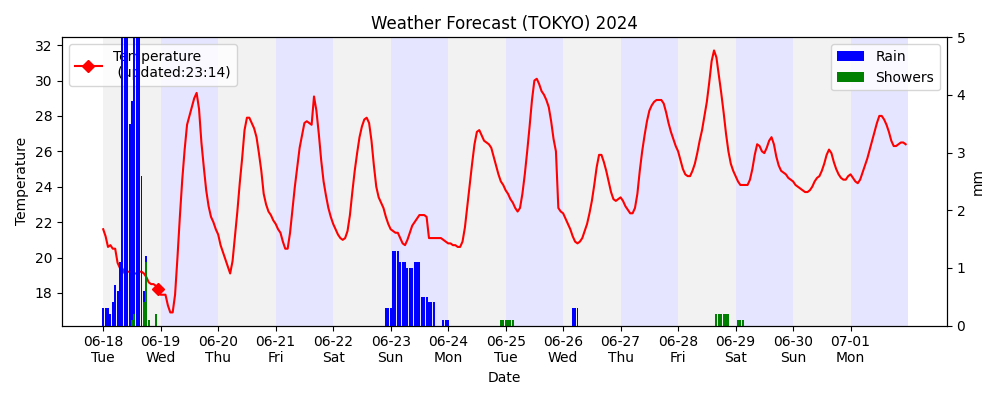 Weather Forecast (TOKYO) 2024
Temperature
(updated:23:14)
Rain
Showers
Temperature
32
30
28
26
24
22
20
18
5
4
3
2
1
0
mm
06-18 06-19 06-20 06-21 06-22 06-23 06-24 06-25 06-26 06-27 06-28 06-29 06-30 07-01
Tue Wed Thu Fri Sat Sun Mon Tue Wed Thu Fri Sat Sun Mon
Date